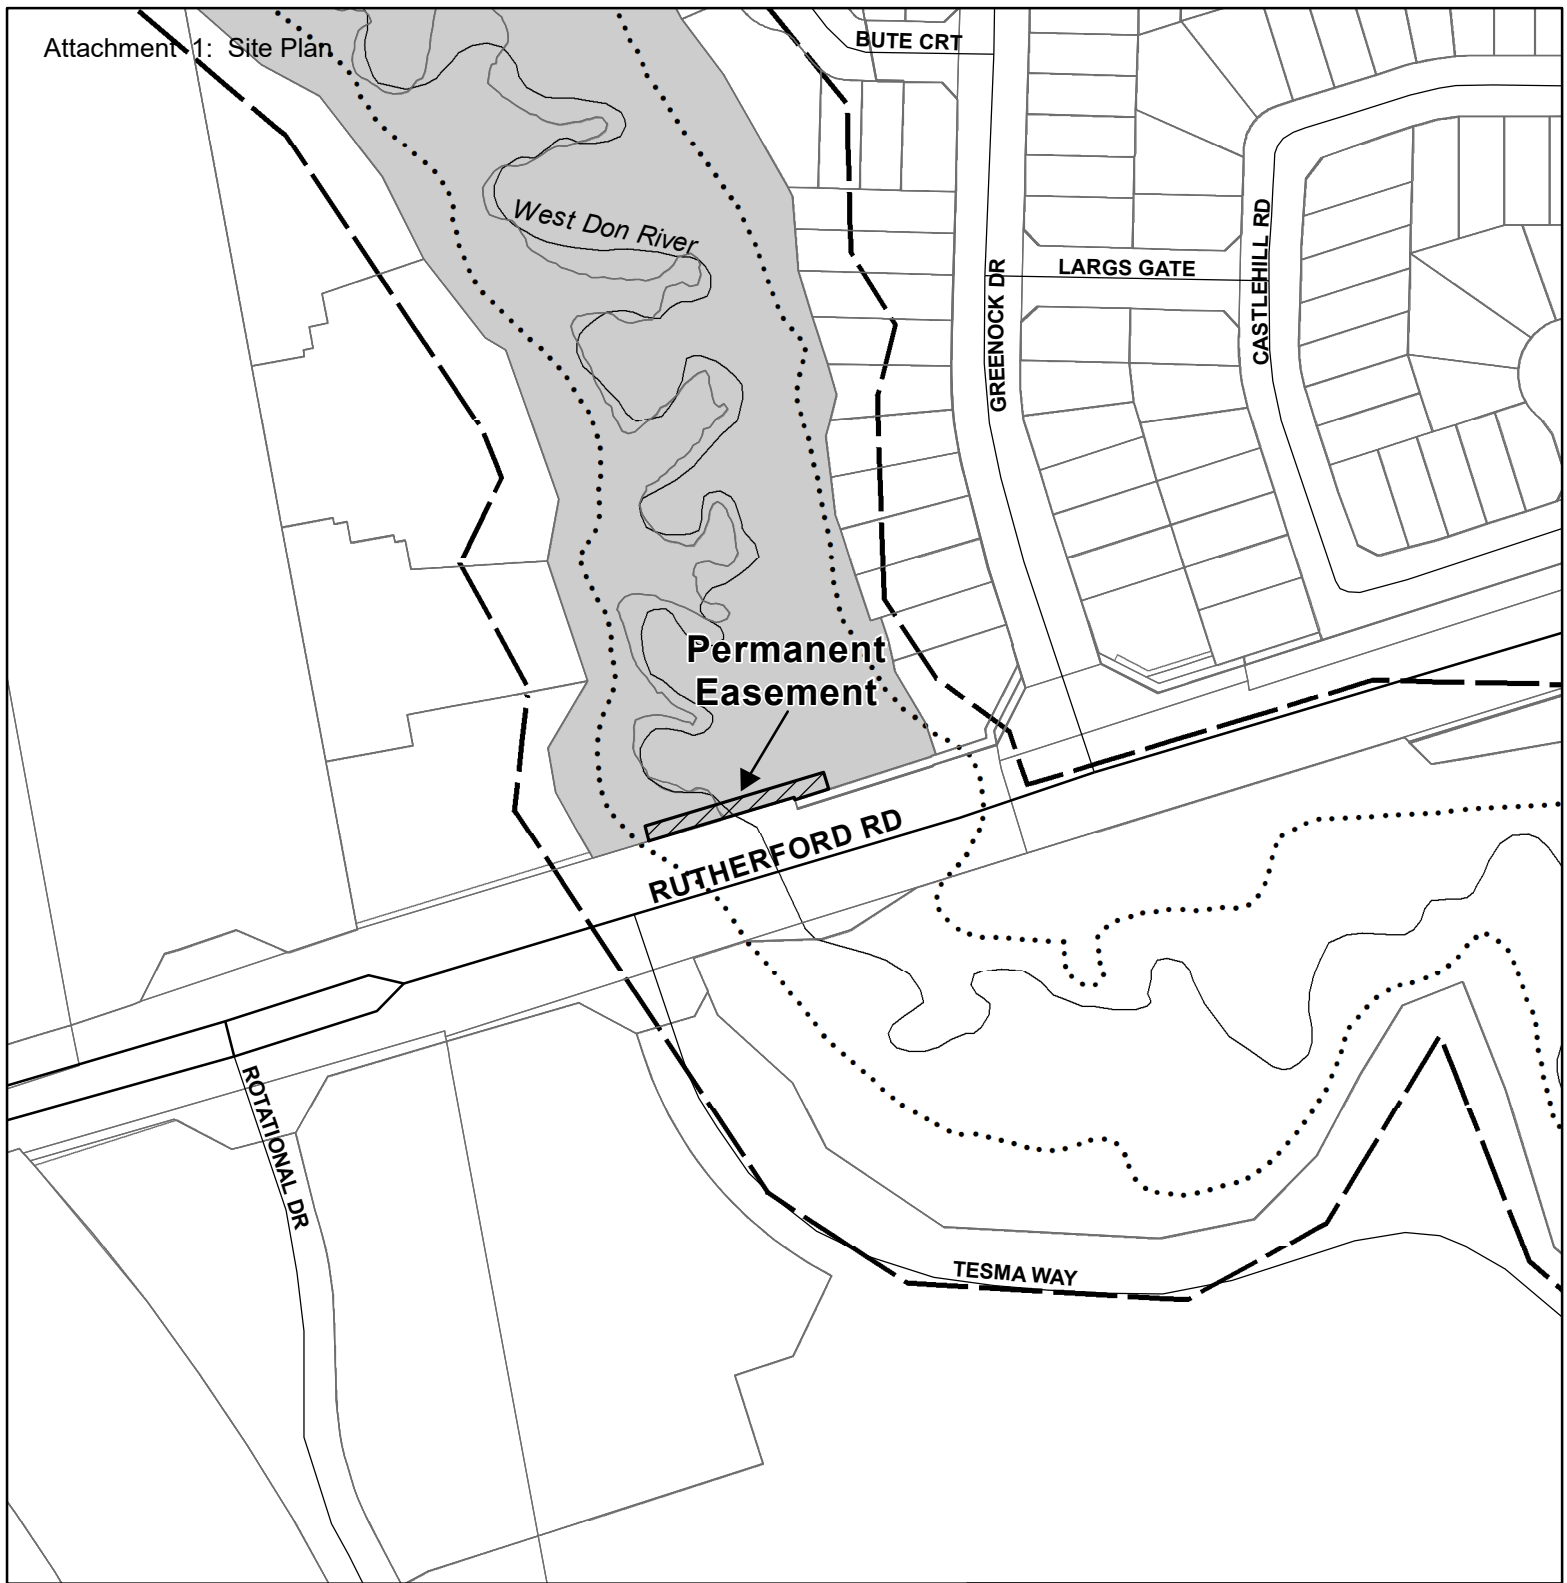 Attachment 1: Site Plan
BUTE CRT
West Don River
LARGS GATE
GREENOCK DR
CASTLEHILL RD
Permanent
Easement
RUTHERFORD RD
ROTATIONAL DR
TESMA WAY